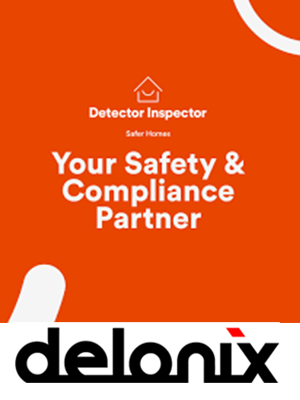 Detector Inspector
Safer Homes
Your Safety &
Compliance
Partner
delonix